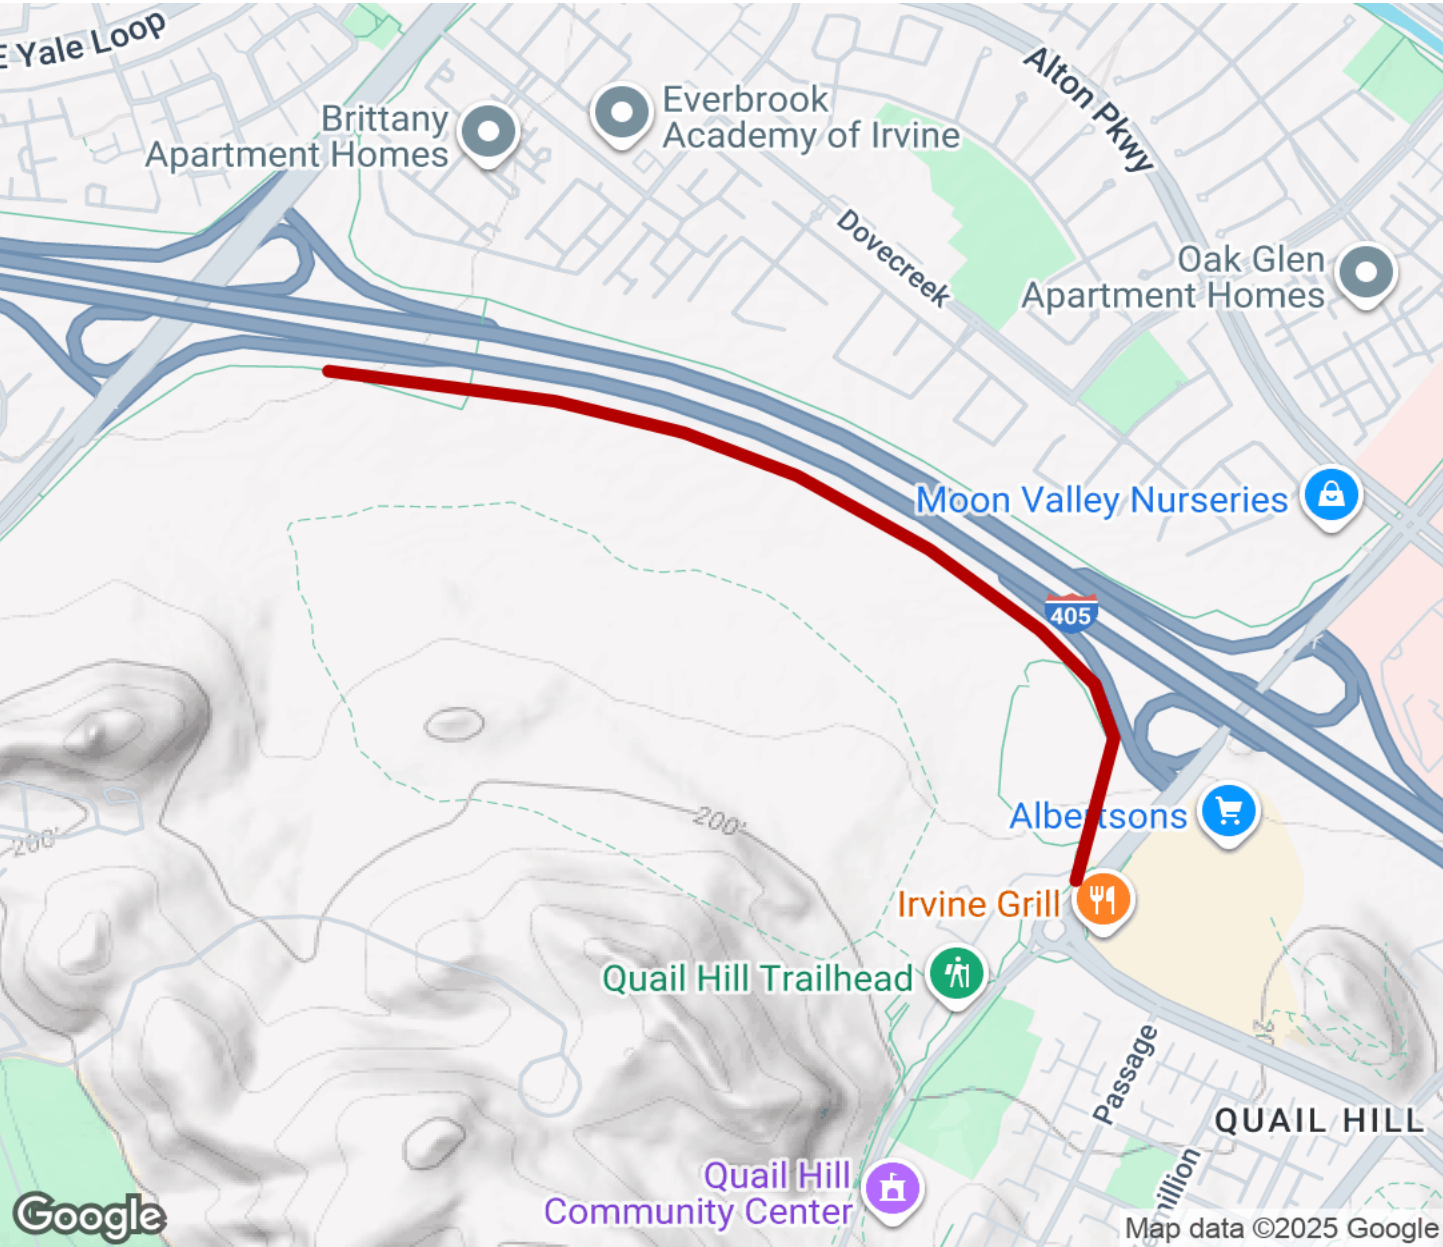 E Yale Loop
Alton Pkwy
Everbrook
Academy of Irvine
Brittany
Apartment Homes
Dovecreek
Oak Glen
Apartment Homes
Moon Valley Nurseries
405
Albertsons
200'
200'
Irvine Grill
Quail Hill Trailhead
Passage
QUAIL HILL
Quail Hill
Community Center
Google
Map data ©2025 Google